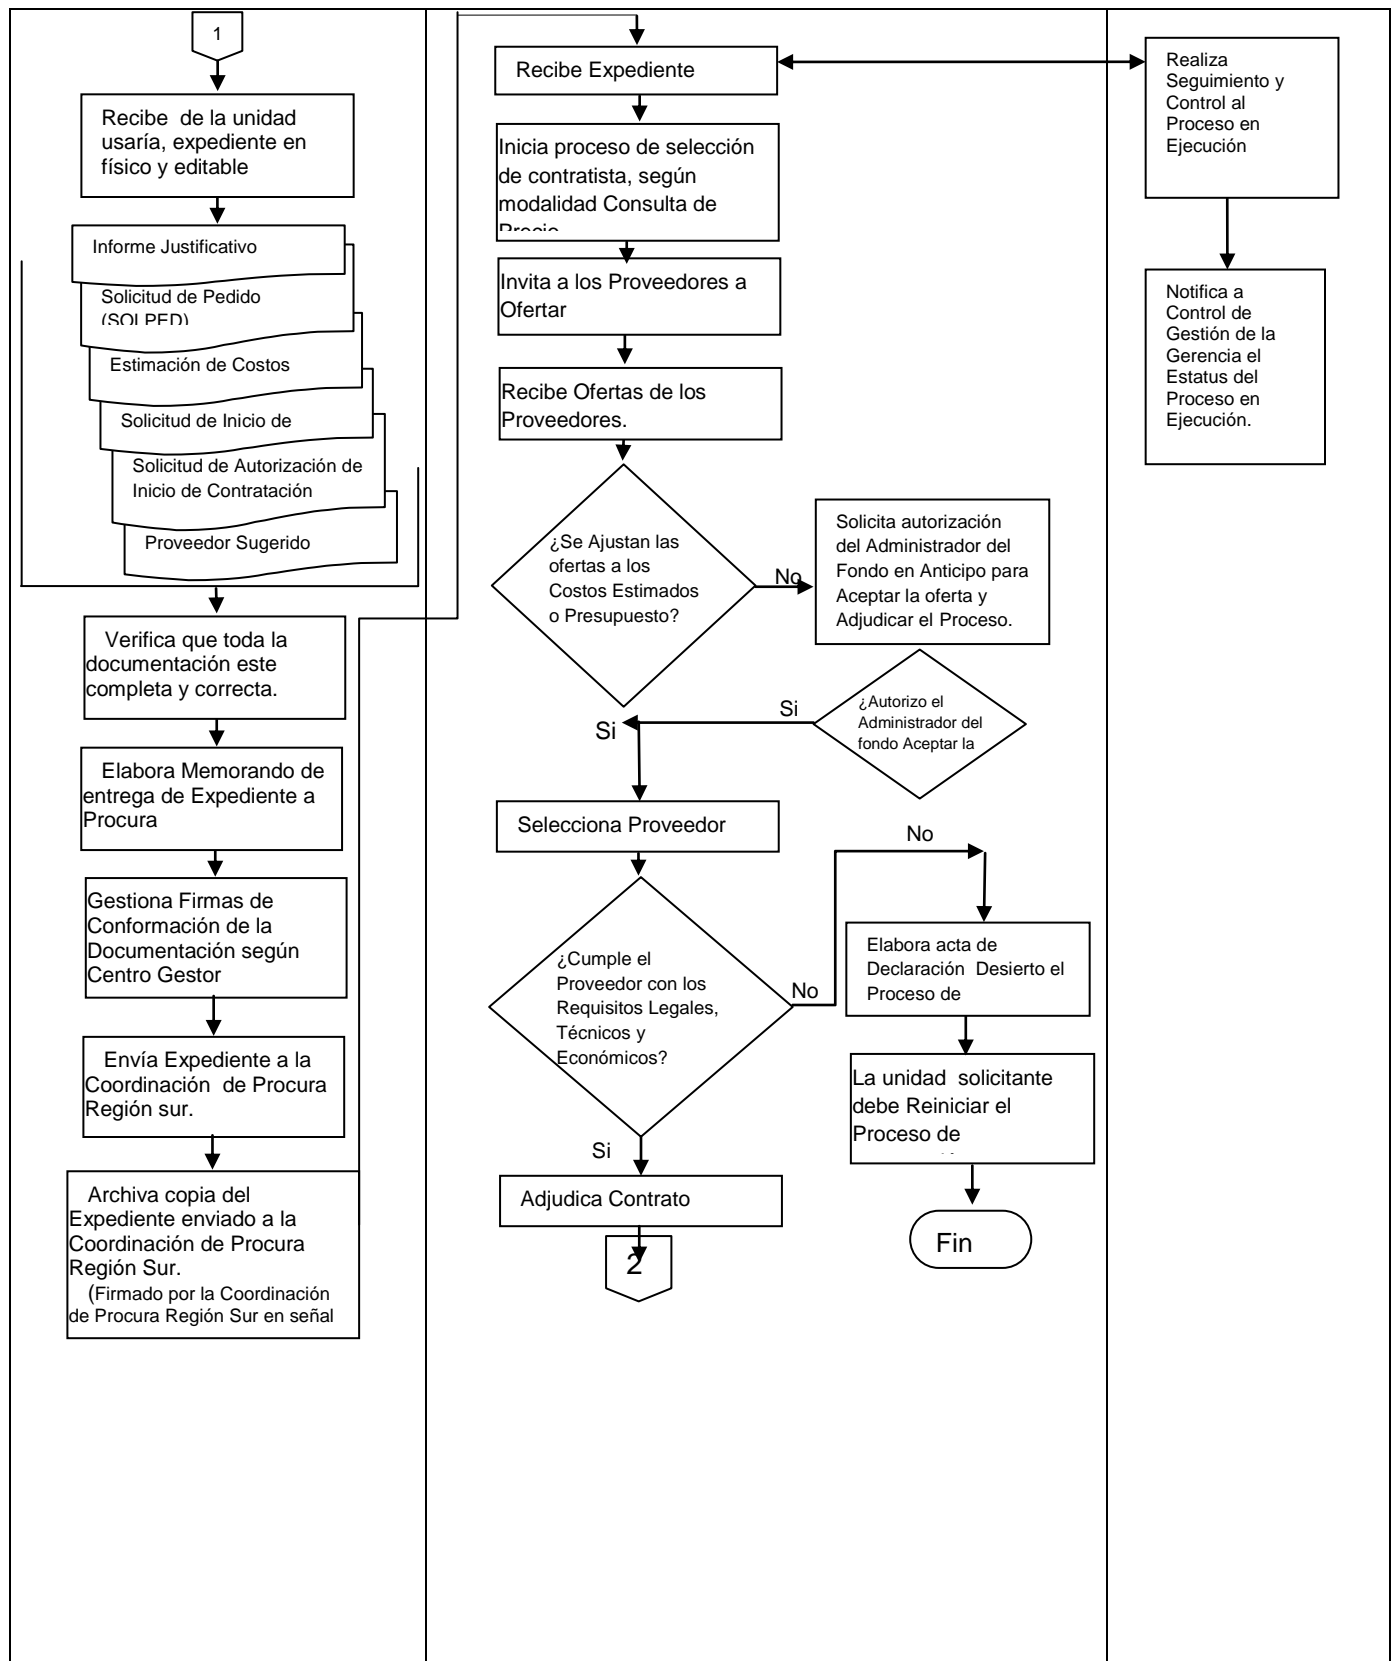 1
Recibe de la unidad
usaría, expediente en
físico y editable
Informe Justificativo
Solicitud de Pedido
(SOLPED)
Estimación de Costos
Solicitud de Inicio de
Solicitud de Autorización de
Inicio de Contratación
Proveedor Sugerido
Verifica que toda la
documentación este
completa y correcta.
Elabora Memorando de
entrega de Expediente a
Procura
Gestiona Firmas de
Conformación de la
Documentación según
Centro Gestor
Envía Expediente a la
Coordinación de Procura
Región sur.
Archiva copia del
Expediente enviado a la
Coordinación de Procura
Región Sur.
(Firmado por la Coordinación
de Procura Región Sur en señal
Recibe Expediente
Inicia proceso de selección
de contratista, según
modalidad Consulta de
Precio
Invita a los Proveedores a
Ofertar
Recibe Ofertas de los
Proveedores.
¿Se Ajustan las
ofertas a los
Costos Estimados
o Presupuesto?
No
Solicita autorización
del Administrador del
Fondo en Anticipo para
Aceptar la oferta y
Adjudicar el Proceso.
¿Autorizo el
Administrador del
fondo Aceptar la
Si
Si
Selecciona Proveedor
No
¿Cumple el
Proveedor con los
Requisitos Legales,
Técnicos y
Económicos?
No
Elabora acta de
Declaración Desierto el
Proceso de
La unidad solicitante
debe Reiniciar el
Proceso de
Si
Adjudica Contrato
2
Fin
Realiza
Seguimiento y
Control al
Proceso en
Ejecución
Notifica a
Control de
Gestión de la
Gerencia el
Estatus del
Proceso en
Ejecución.